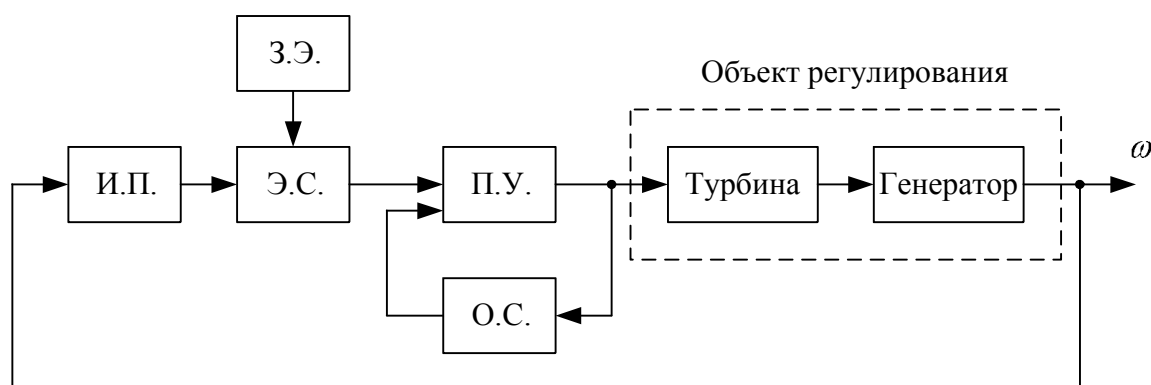 З.Э.
Объект регулирования
И.П.
Э.С.
П.У.
Турбина
Генератор
ω
О.С.